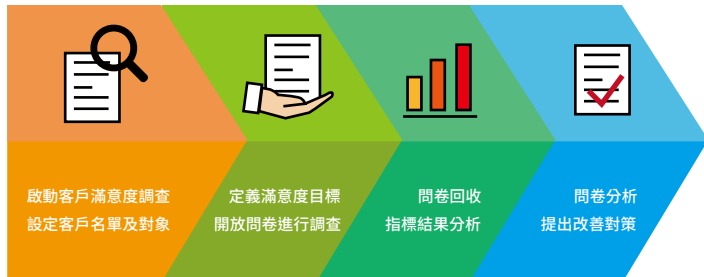 啟動客戶滿意度調查
設定客戶名單及對象
定義滿意度目標
開放問卷進行調查
問卷回收
指標結果分析
問卷分析
提出改善對策